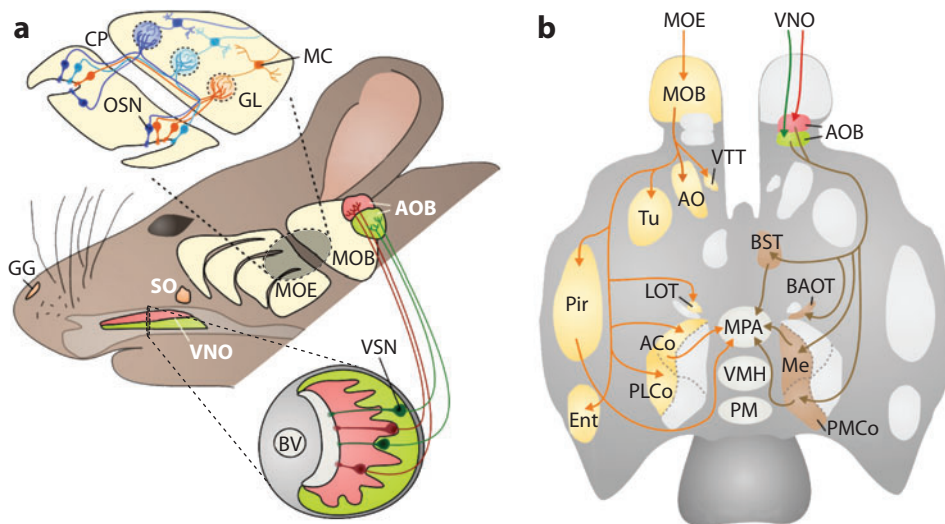 a
CP
MC
OSN
GL
AOB
GG
SO
MOE
MOB
VNO
VSN
BV
b
MOE
VNO
MOB
AOB
VTT
AO
Tu
BST
Pir
LOT
BAOT
MPA
ACo
Me
PLCo
VMH
Ent
PM
PMCo